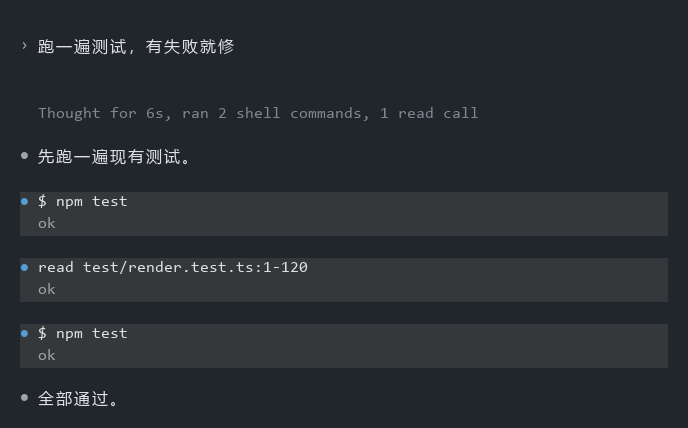 › 跑一遍测试，有失败就修
Thought for 6s, ran 2 shell commands, 1 read call
● 先跑一遍现有测试。
● $ npm test
ok
● read test/render.test.ts:1-120
ok
● $ npm test
ok
● 全部通过。